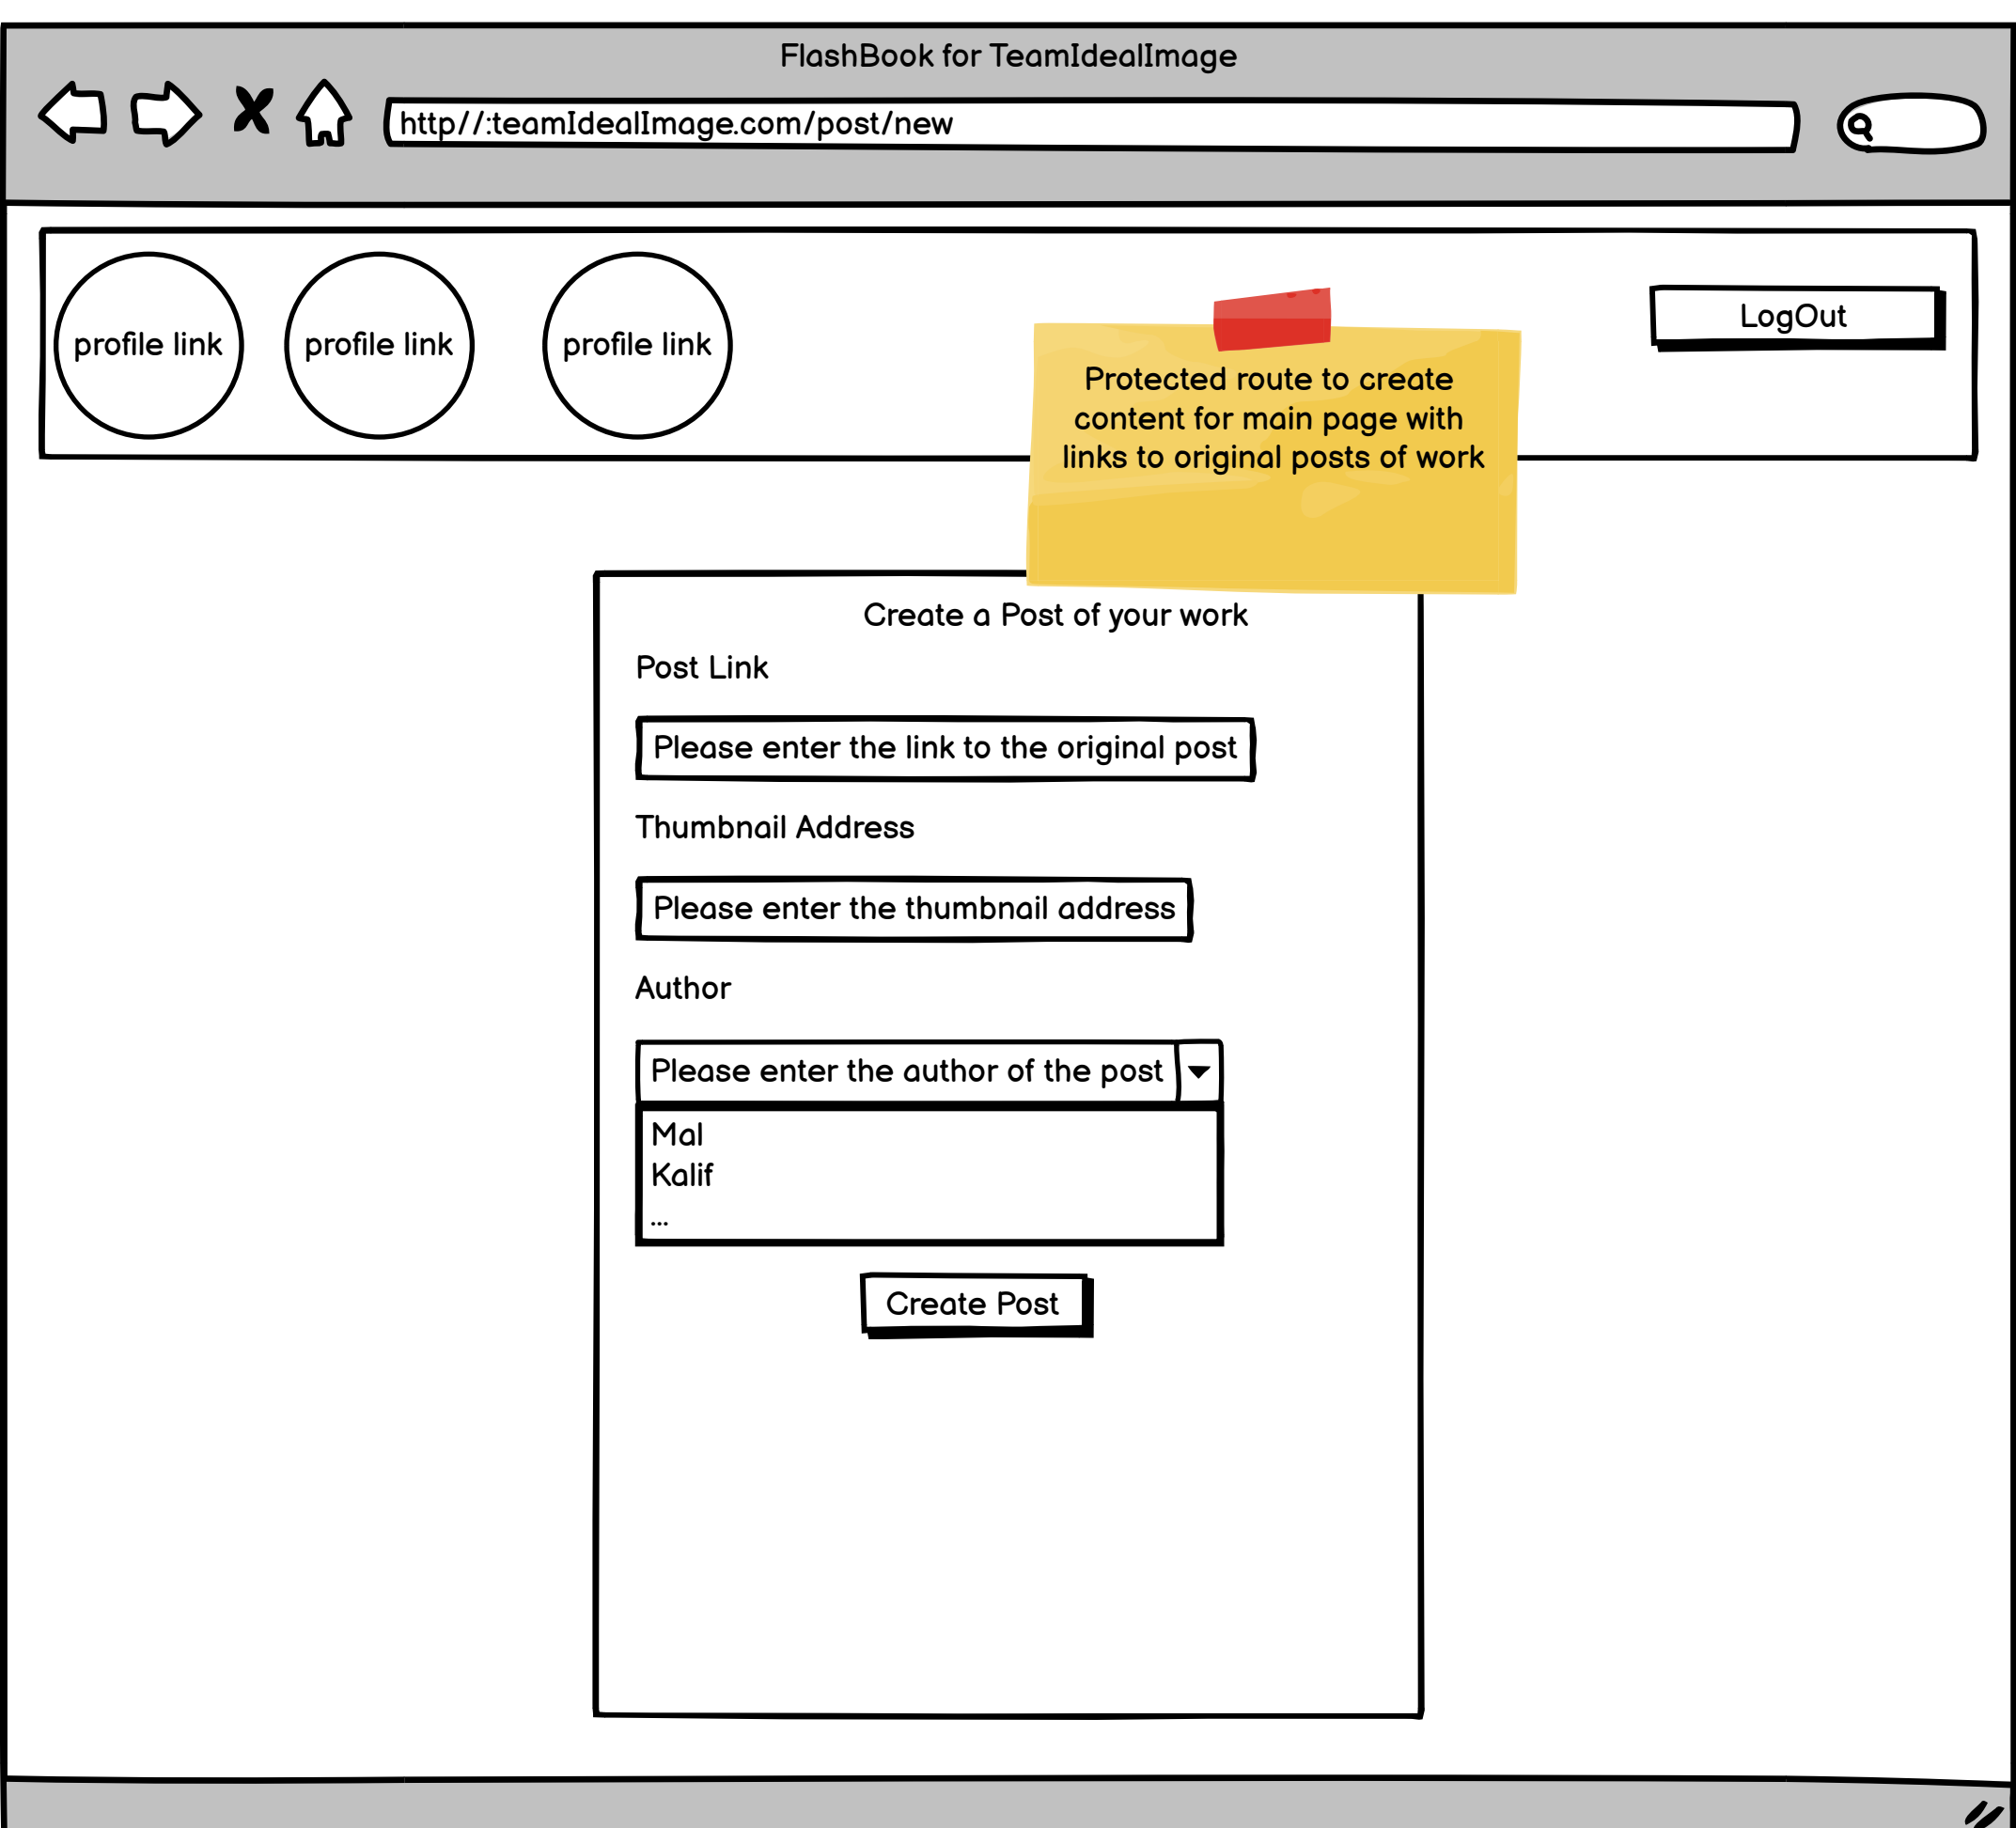 FlashBook for TeamIdealImage
http//:teamIdealImage.com/post/new
profile link
profile link
profile link
LogOut
Protected route to create
content for main page with
links to original posts of work
Create a Post of your work
Post Link
Please enter the link to the original post
Thumbnail Address
Please enter the thumbnail address
Author
Please enter the author of the post
Mal
Kalif
...
Create Post